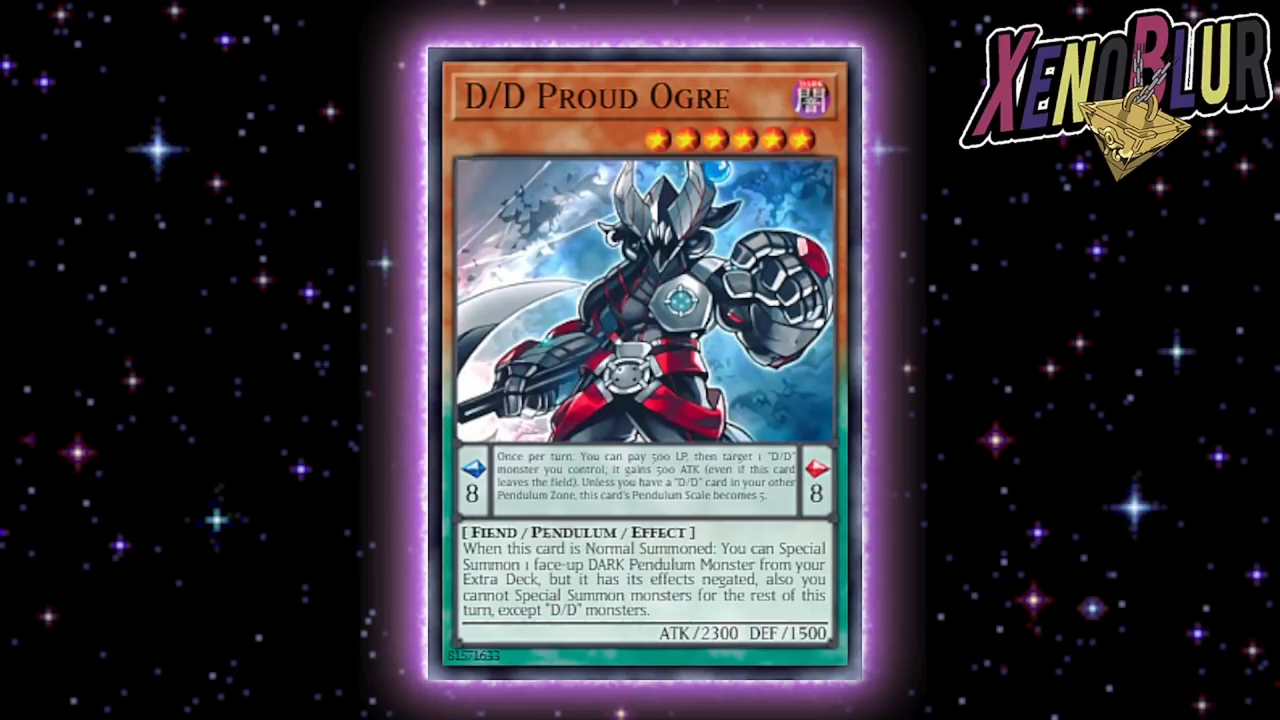 XENOBLUR
D/D PROUD OGRE
DARK
闇
Once per turn: You can pay 500 LP, then target 1 "D/D"
monster you control; it gains 500 ATK (even if this card
leaves the field). Unless you have a "D/D" card in your other
Pendulum Zone, this card's Pendulum Scale becomes 5.
8
8
[ FIEND / PENDULUM / EFFECT ]
When this card is Normal Summoned: You can Special
Summon 1 face-up DARK Pendulum Monster from your
Extra Deck, but it has its effects negated, also you
cannot Special Summon monsters for the rest of this
turn, except "D/D" monsters.
ATK/2300 DEF/1500
81571633